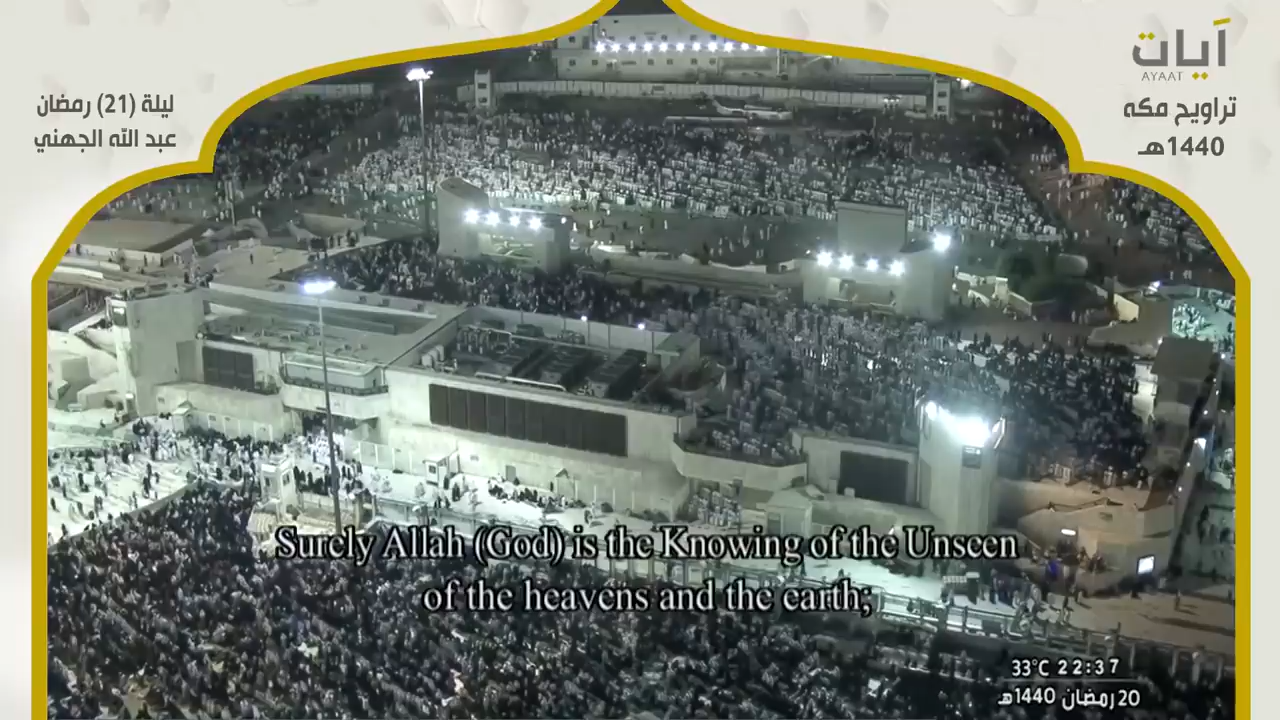 آيات
AYAAT
تراويح مكه
1440هـ
ليلة (21) رمضان
عبد الله الجهني
Surely Allah (God) is the Knowing of the Unseen
of the heavens and the earth;
33°C 22:37
20 رمضان 1440هـ